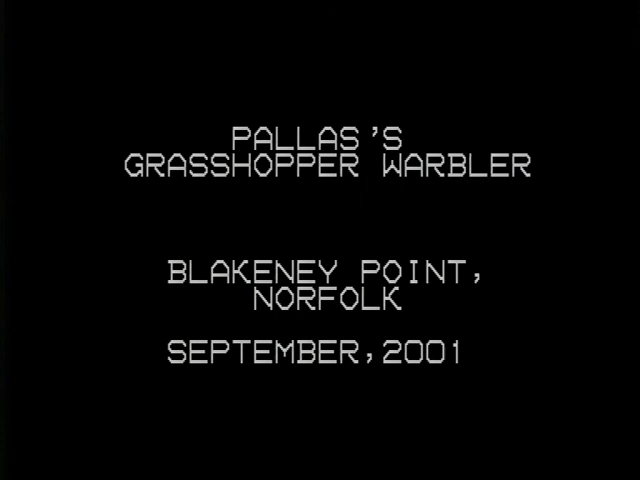 PALLAS'S
GRASSHOPPER WARBLER
BLAKENEY POINT,
NORFOLK
SEPTEMBER,2001